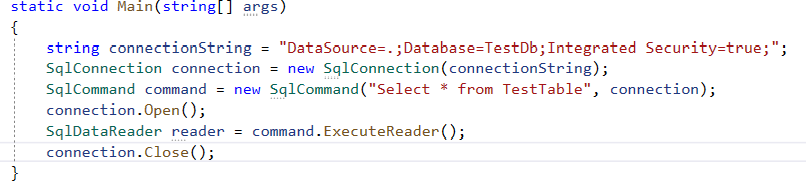 static void Main(string[] args)
{
string connectionString = "DataSource=.;Database=TestDb;Integrated Security=true;";
SqlConnection connection = new SqlConnection(connectionString);
SqlCommand command = new SqlCommand("Select * from TestTable", connection);
connection.Open();
SqlDataReader reader = command.ExecuteReader();
connection.Close();
}